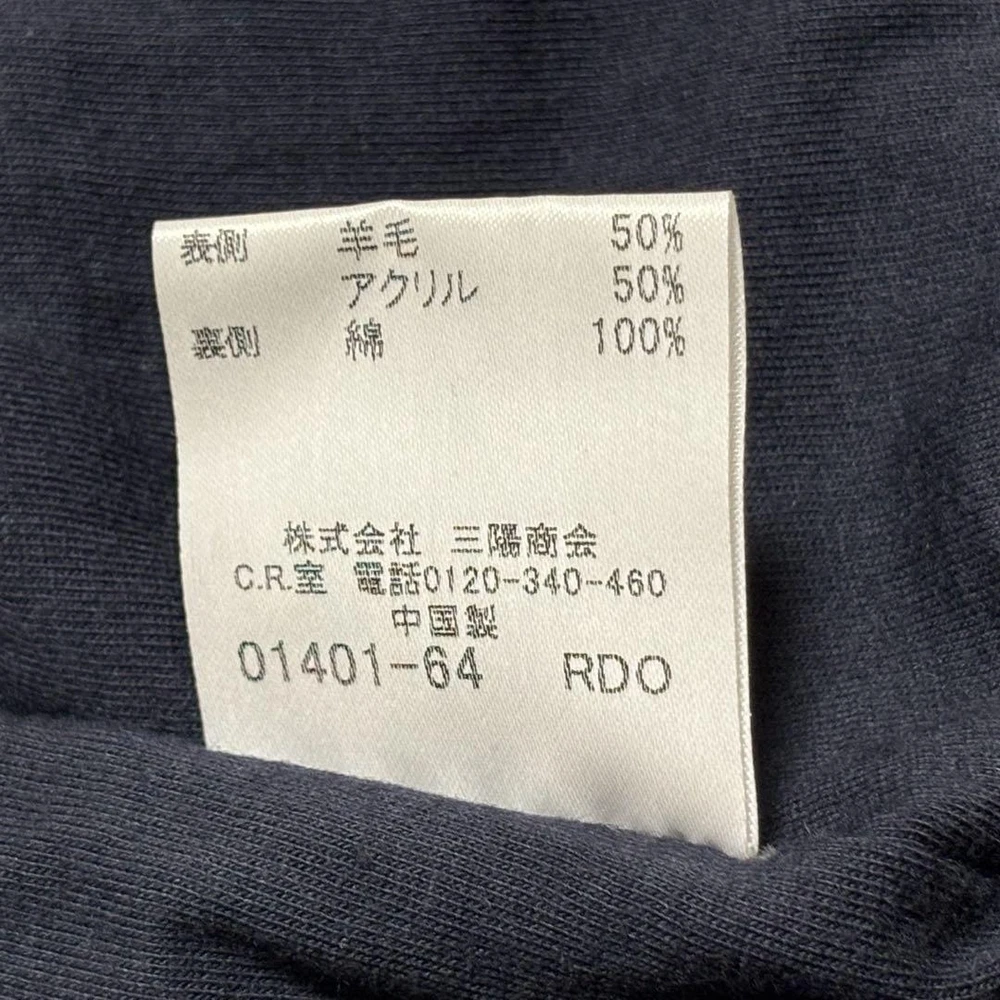 表側 羊毛 50%
アクリル 50%
裏側 綿 100%
株式会社 三陽商会
C.R.室 電話0120-340-460
中国製
01401-64 RDO